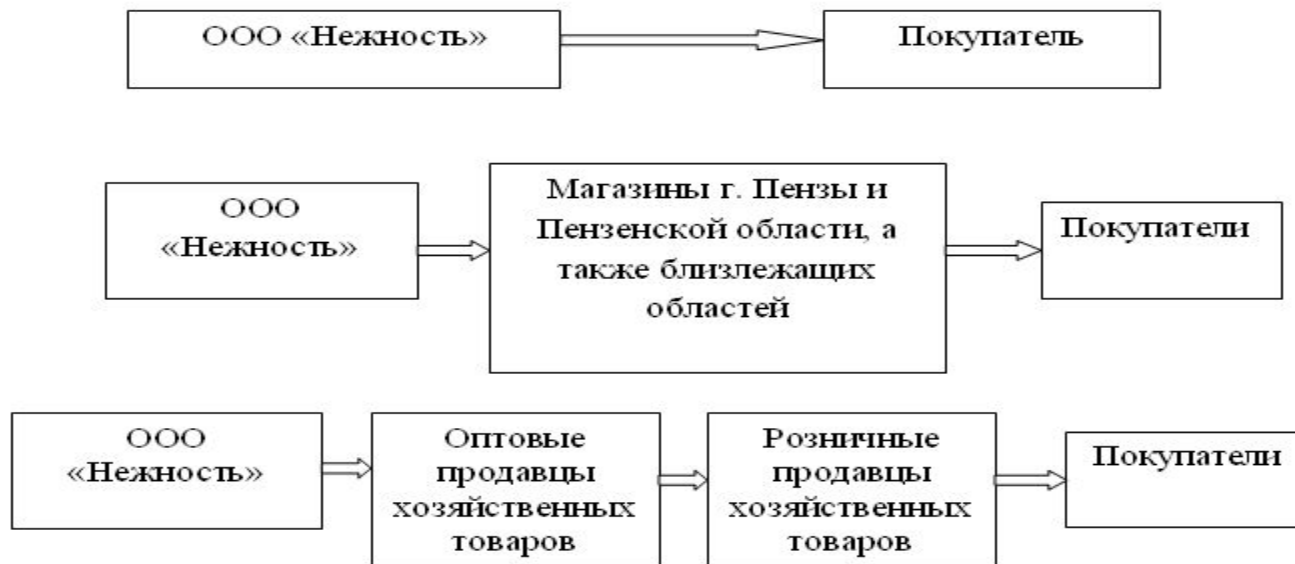 ООО «Нежность»
Покупатель
ООО
«Нежность»
Магазины г. Пензы и
Пензенской области, а
также близлежащих
областей
Покупатели
ООО
«Нежность»
Оптовые
продавцы
хозяйственных
товаров
Розничные
продавцы
хозяйственных
товаров
Покупатели